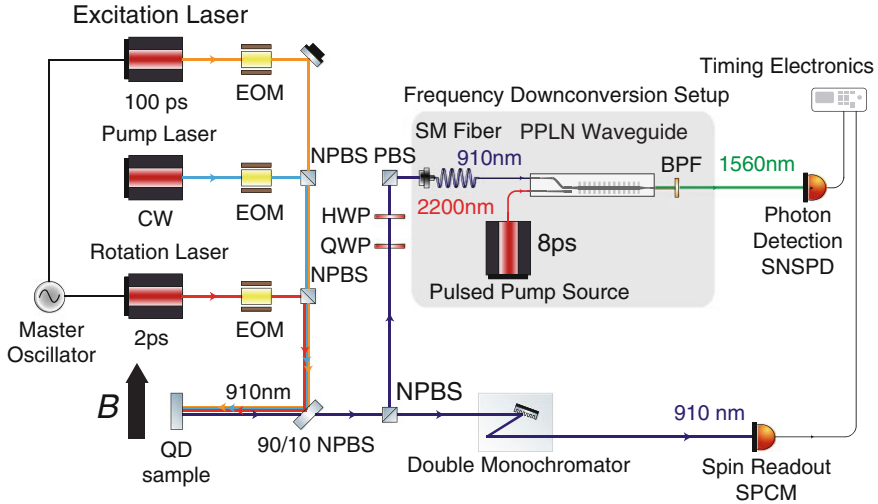 Excitation Laser
100 ps
EOM
Pump Laser
CW
EOM
NPBS
Rotation Laser
2ps
EOM
NPBS
Master
Oscillator
B
910nm
QD
sample
90/10 NPBS
NPBS
PBS
HWP
QWP
Frequency Downconversion Setup
SM Fiber
PPLN Waveguide
910nm
2200nm
8ps
Pulsed Pump Source
BPF
1560nm
Timing Electronics
Photon
Detection
SNSPD
Double Monochromator
910 nm
Spin Readout
SPCM